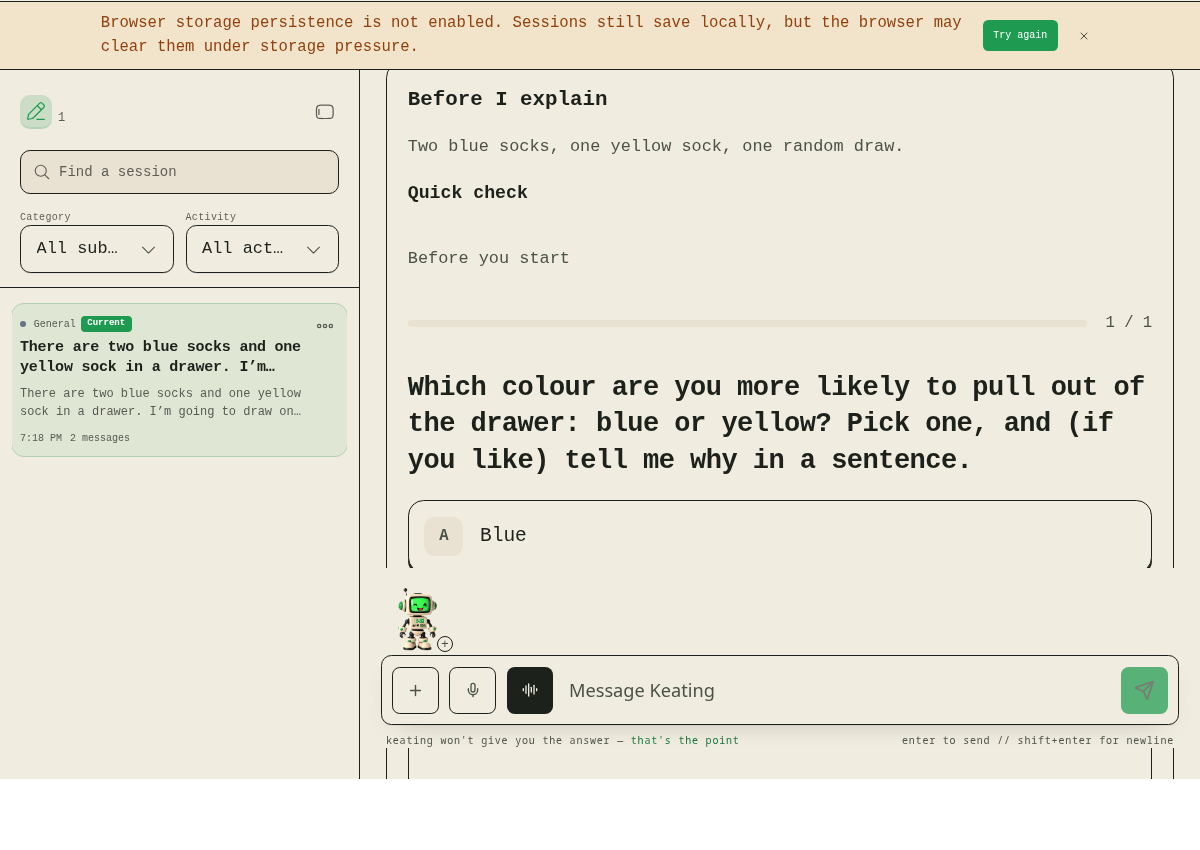 Browser storage persistence is not enabled. Sessions still save locally, but the browser may
clear them under storage pressure.
Try again
1
Find a session
Category
Activity
All sub…
All act…
General
Current
There are two blue socks and one
yellow sock in a drawer. I’m…
There are two blue socks and one yellow
sock in a drawer. I’m going to draw on…
7:18 PM 2 messages
Before I explain
Two blue socks, one yellow sock, one random draw.
Quick check
Before you start
1 / 1
Which colour are you more likely to pull out of
the drawer: blue or yellow? Pick one, and (if
you like) tell me why in a sentence.
A
Blue
Message Keating
keating won't give you the answer — that's the point
enter to send // shift+enter for newline